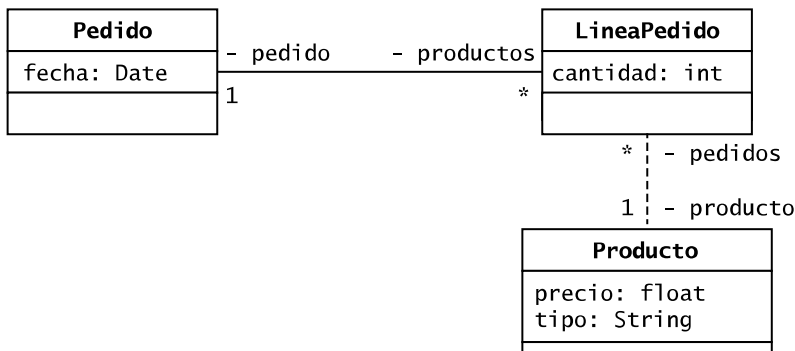 Pedido
fecha: Date
- pedido
- productos
1
*
LineaPedido
cantidad: int
* - pedidos
1 - producto
Producto
precio: float
tipo: String